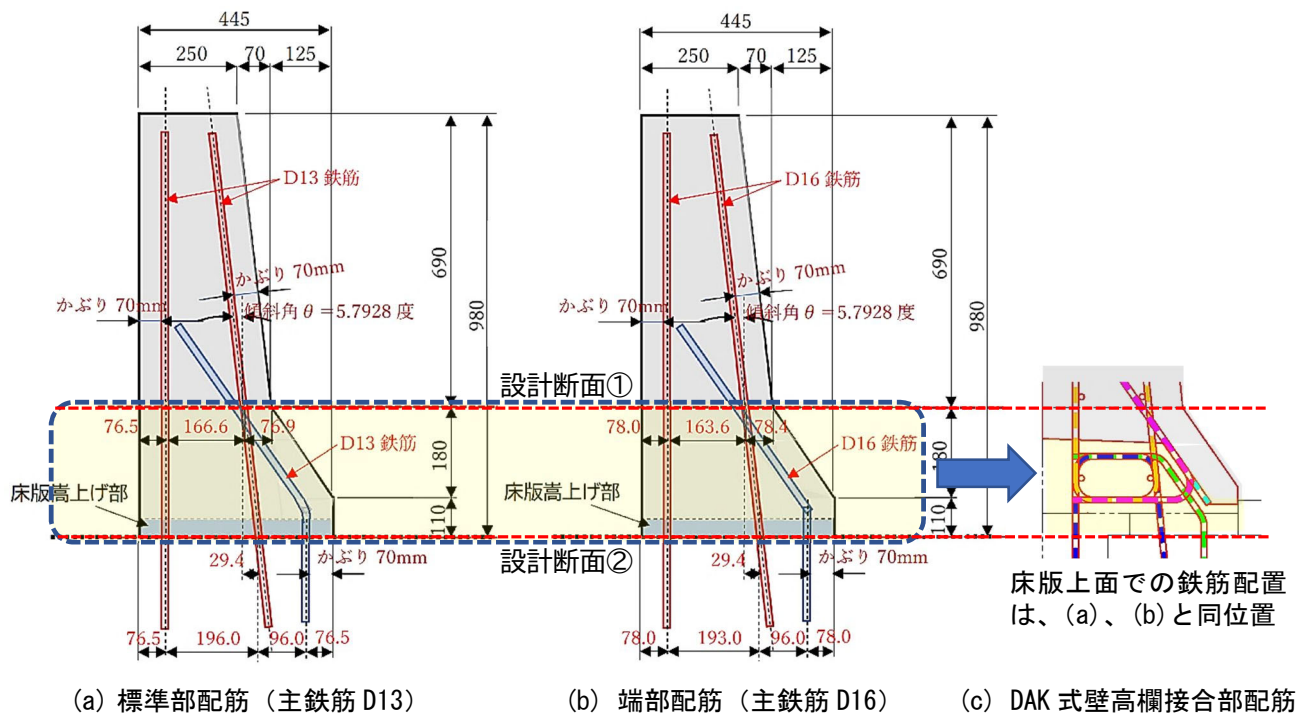 445
250
70
125
D13 鉄筋
かぶり 70mm
かぶり 70mm
傾斜角 θ =5.7928 度
690
980
76.5
166.6
76.9
D13 鉄筋
180
床版嵩上げ部
110
29.4
かぶり 70mm
76.5
196.0
96.0
76.5
(a) 標準部配筋 (主鉄筋 D13)
設計断面①
設計断面②
445
250
70
125
D16 鉄筋
かぶり 70mm
かぶり 70mm
傾斜角 θ =5.7928 度
690
980
78.0
163.6
78.4
D16 鉄筋
180
床版嵩上げ部
110
29.4
かぶり 70mm
78.0
193.0
96.0
78.0
(b) 端部配筋 (主鉄筋 D16)
床版上面での鉄筋配置
は、(a)、(b)と同位置
(c) DAK 式壁高欄接合部配筋